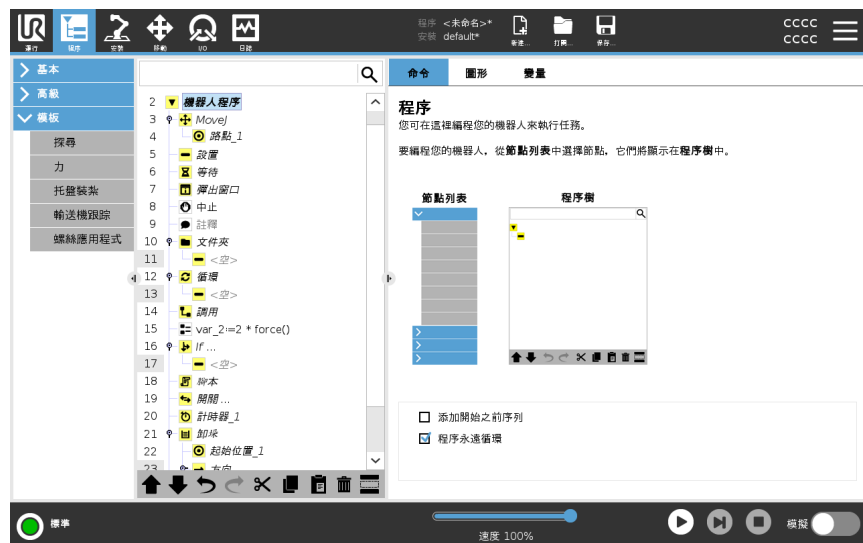 UR
運行
程序
安裝
移動
I/O
日誌
程序 <未命名>*
安裝 default*
新建...
打開...
保存...
cccc
cccc
基本
高級
模板
探尋
力
托盤裝紮
輸送機跟踪
螺絲應用程式
2 機器人程序
3 MoveJ
4 路點_1
5 設置
6 等待
7 彈出窗口
8 中止
9 註釋
10 文件夾
11 <空>
12 循環
13 <空>
14 調用
15 var_2:=2 * force()
16 If ...
17 <空>
18 腳本
19 開關 ...
20 計時器_1
21 卸垛
22 起始位置_1
23 方向
命令
圖形
變量
程序
您可在這裡編程您的機器人來執行任務。
要編程您的機器人，從節點列表中選擇節點，它們將顯示在程序樹中。
節點列表
程序樹
添加開始之前序列
程序永遠循環
標準
速度 100%
模擬